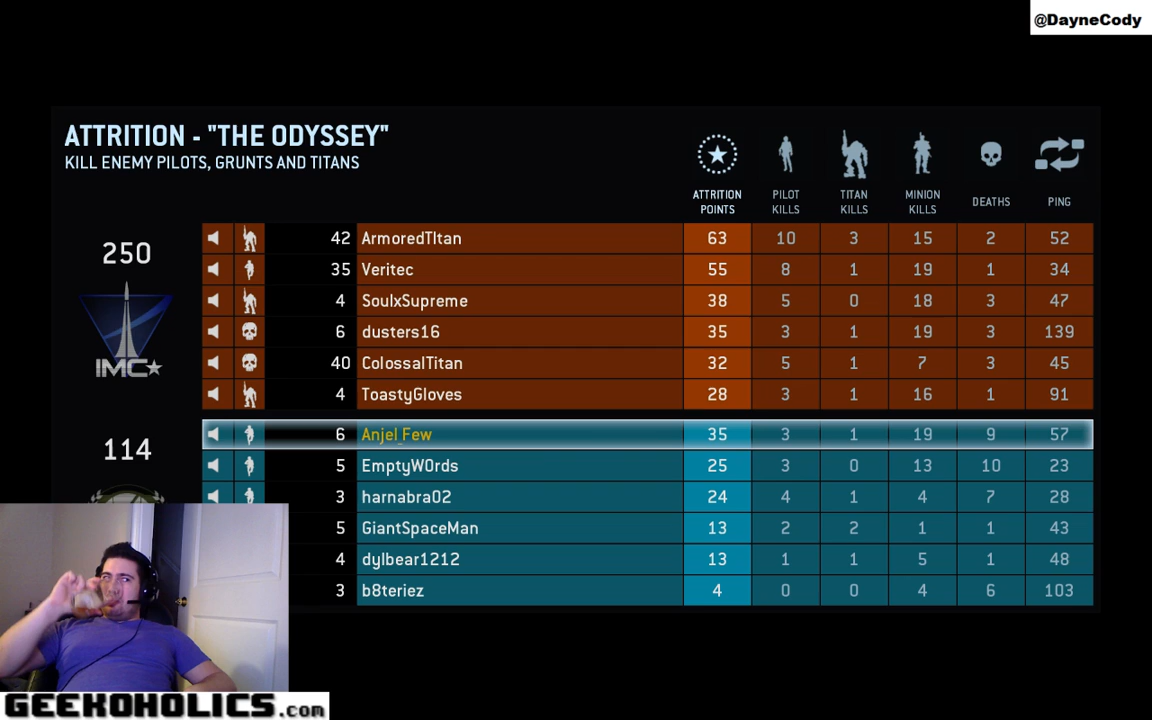 @DayneCody
ATTRITION - "THE ODYSSEY"
KILL ENEMY PILOTS, GRUNTS AND TITANS
ATTRITION POINTS PILOT KILLS TITAN KILLS MINION KILLS DEATHS PING
250
IMC
42 ArmoredTItan 63 10 3 15 2 52
35 Veritec 55 8 1 19 1 34
4 SoulxSupreme 38 5 0 18 3 47
6 dusters16 35 3 1 19 3 139
40 ColossalTitan 32 5 1 7 3 45
4 ToastyGloves 28 3 1 16 1 91
114
6 Anjel_Few 35 3 1 19 9 57
5 EmptyW0rds 25 3 0 13 10 23
3 harnabra02 24 4 1 4 7 28
5 GiantSpaceMan 13 2 2 1 1 43
4 dylbear1212 13 1 1 5 1 48
3 b8teriez 4 0 0 4 6 103
GEEKOHOLICS.com